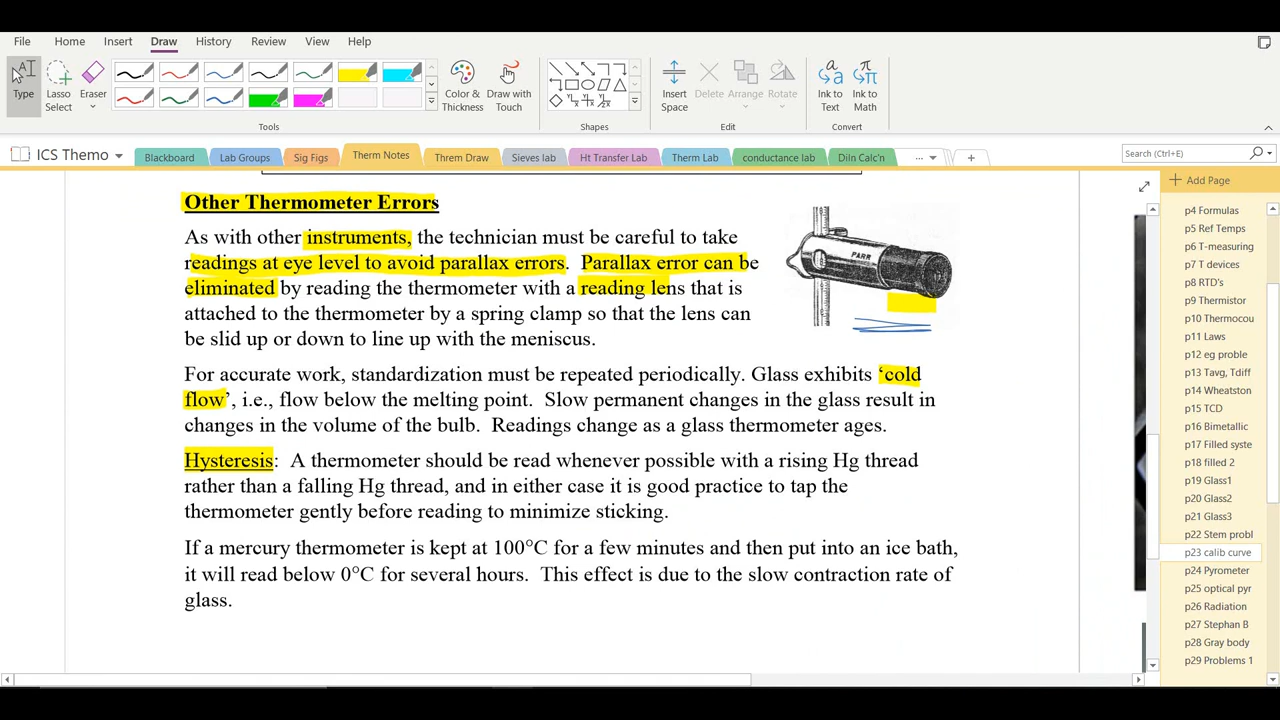 File Home Insert Draw History Review View Help
Type
Lasso Select
Eraser
Color & Thickness
Draw with Touch
Insert Space
Delete
Arrange
Rotate
Ink to Text
Ink to Math
Tools Shapes Edit Convert
ICS Themo Blackboard Lab Groups Sig Figs Therm Notes Threm Draw Sieves lab Ht Transfer Lab Therm Lab conductance lab Diln Calc'n ... + Search (Ctrl+E)
Other Thermometer Errors
As with other instruments, the technician must be careful to take
readings at eye level to avoid parallax errors. Parallax error can be
eliminated by reading the thermometer with a reading lens that is
attached to the thermometer by a spring clamp so that the lens can
be slid up or down to line up with the meniscus.
PARR
For accurate work, standardization must be repeated periodically. Glass exhibits ‘cold
flow’, i.e., flow below the melting point. Slow permanent changes in the glass result in
changes in the volume of the bulb. Readings change as a glass thermometer ages.
Hysteresis: A thermometer should be read whenever possible with a rising Hg thread
rather than a falling Hg thread, and in either case it is good practice to tap the
thermometer gently before reading to minimize sticking.
If a mercury thermometer is kept at 100°C for a few minutes and then put into an ice bath,
it will read below 0°C for several hours. This effect is due to the slow contraction rate of
glass.
Add Page
p4 Formulas
p5 Ref Temps
p6 T-measuring
p7 T devices
p8 RTD's
p9 Thermistor
p10 Thermocou
p11 Laws
p12 eg proble
p13 Tavg, Tdiff
p14 Wheatston
p15 TCD
p16 Bimetallic
p17 Filled syste
p18 filled 2
p19 Glass1
p20 Glass2
p21 Glass3
p22 Stem probl
p23 calib curve
p24 Pyrometer
p25 optical pyr
p26 Radiation
p27 Stephan B
p28 Gray body
p29 Problems 1